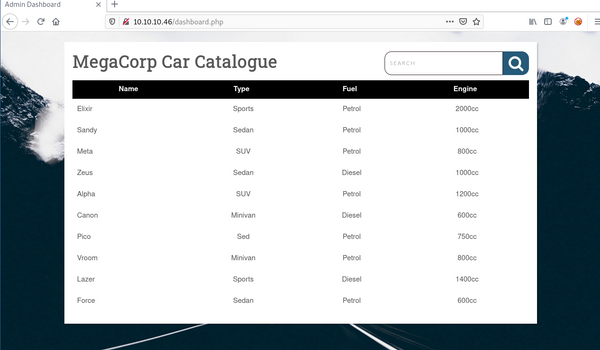 Admin Dashboard
10.10.10.46/dashboard.php
MegaCorp Car Catalogue
SEARCH
Name Type Fuel Engine
Elixir Sports Petrol 2000cc
Sandy Sedan Petrol 1000cc
Meta SUV Petrol 800cc
Zeus Sedan Diesel 1000cc
Alpha SUV Petrol 1200cc
Canon Minivan Diesel 600cc
Pico Sed Petrol 750cc
Vroom Minivan Petrol 800cc
Lazer Sports Diesel 1400cc
Force Sedan Petrol 600cc